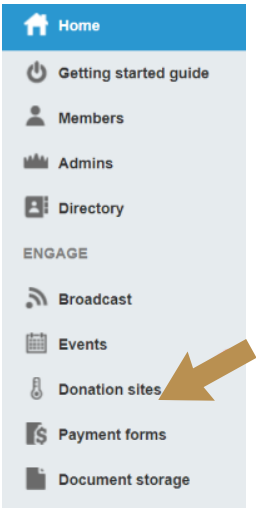 Home
Getting started guide
Members
Admins
Directory
ENGAGE
Broadcast
Events
Donation sites
Payment forms
Document storage